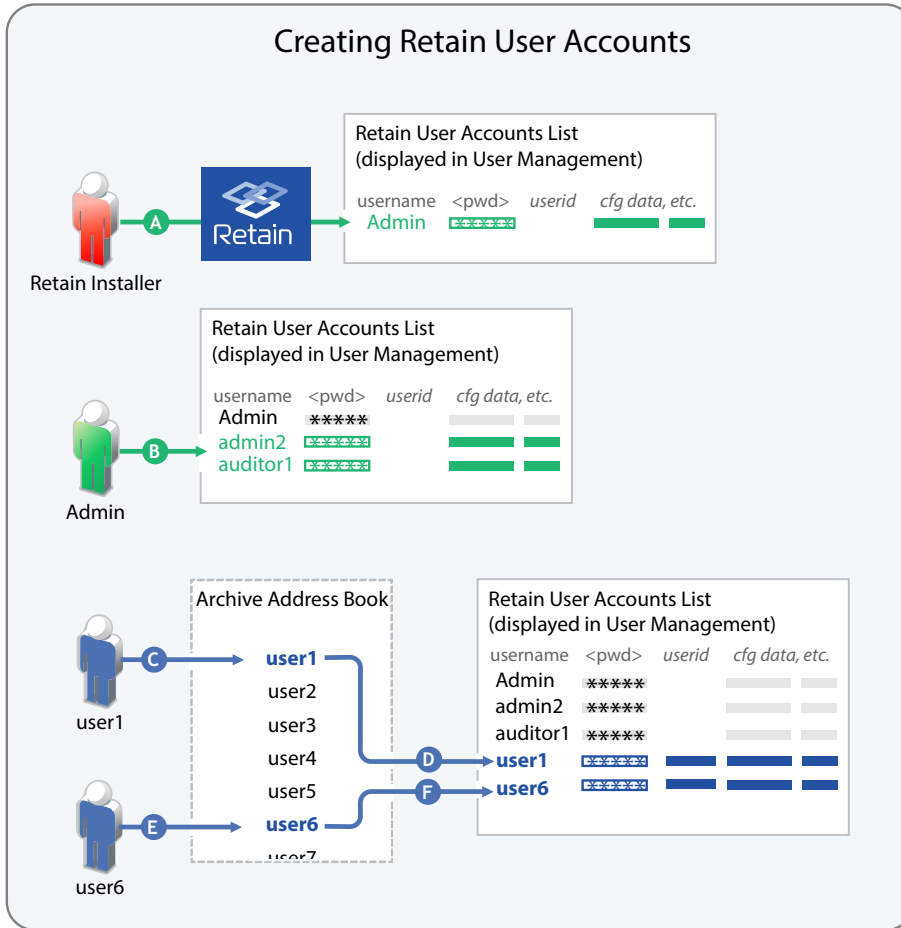 Creating Retain User Accounts
Retain User Accounts List
(displayed in User Management)
username <pwd> userid cfg data, etc.
Admin *****
A
Retain
Retain Installer
Retain User Accounts List
(displayed in User Management)
username <pwd> userid cfg data, etc.
Admin *****
admin2 *****
auditor1 *****
B
Admin
Archive Address Book
user1
user2
user3
user4
user5
user6
user7
C
user1
E
user6
D
F
Retain User Accounts List
(displayed in User Management)
username <pwd> userid cfg data, etc.
Admin *****
admin2 *****
auditor1 *****
user1 *****
user6 *****